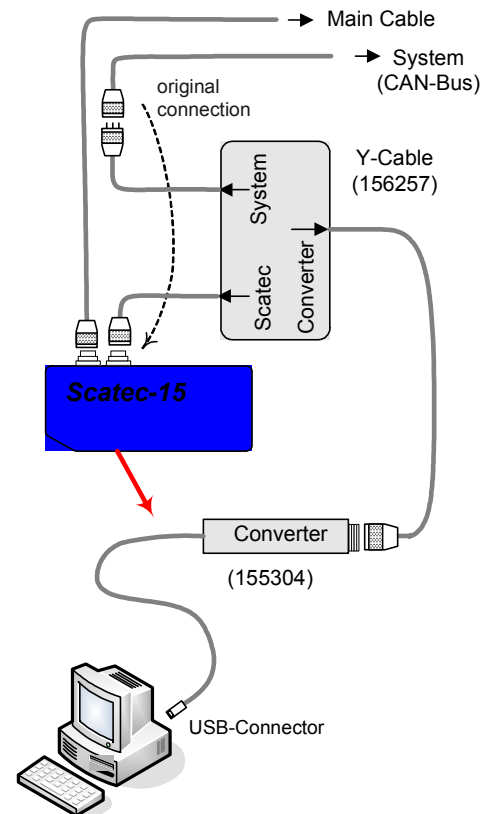 Main Cable
System
(CAN-Bus)
original
connection
Y-Cable
(156257)
System
Scatec
Converter
Scatec-15
Converter
(155304)
USB-Connector